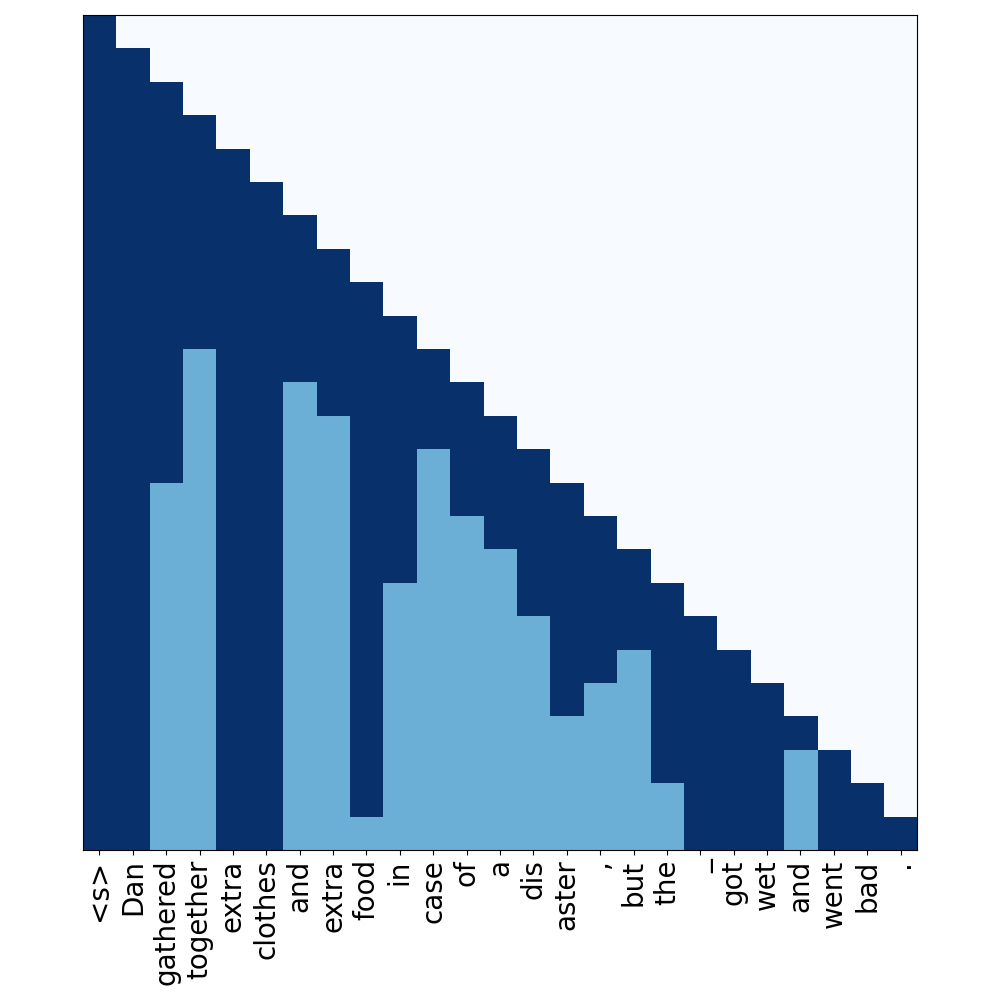 <s> Dan gathered together extra clothes and extra food in case of a dis aster , but the _ got wet and went bad .